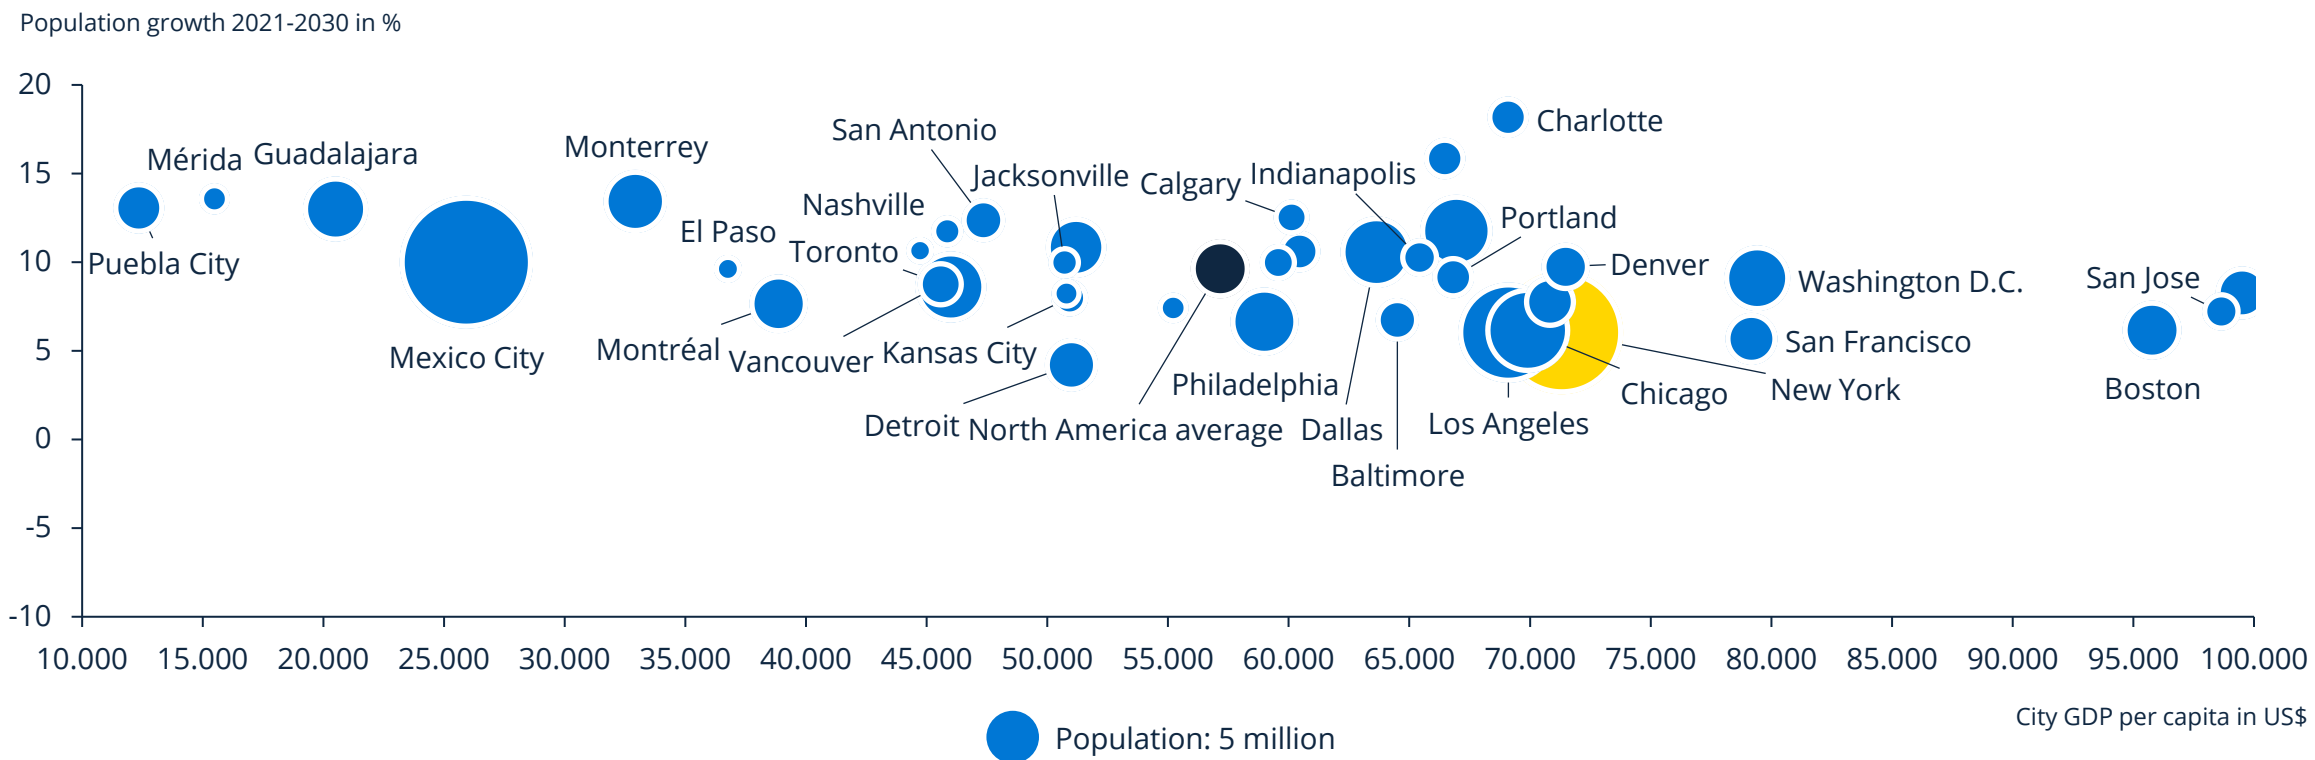 Population growth 2021-2030 in %
20
15
10
5
0
-5
-10
Charlotte
San Antonio
Monterrey
Mérida
Guadalajara
Jacksonville
Calgary
Indianapolis
Nashville
Portland
El Paso
Toronto
Puebla City
Denver
San Jose
Washington D.C.
San Francisco
Montréal
Vancouver
Kansas City
Mexico City
Philadelphia
Boston
New York
Chicago
Detroit
North America average
Dallas
Los Angeles
Baltimore
10.000 15.000 20.000 25.000 30.000 35.000 40.000 45.000 50.000 55.000 60.000 65.000 70.000 75.000 80.000 85.000 90.000 95.000 100.000
City GDP per capita in US$
Population: 5 million